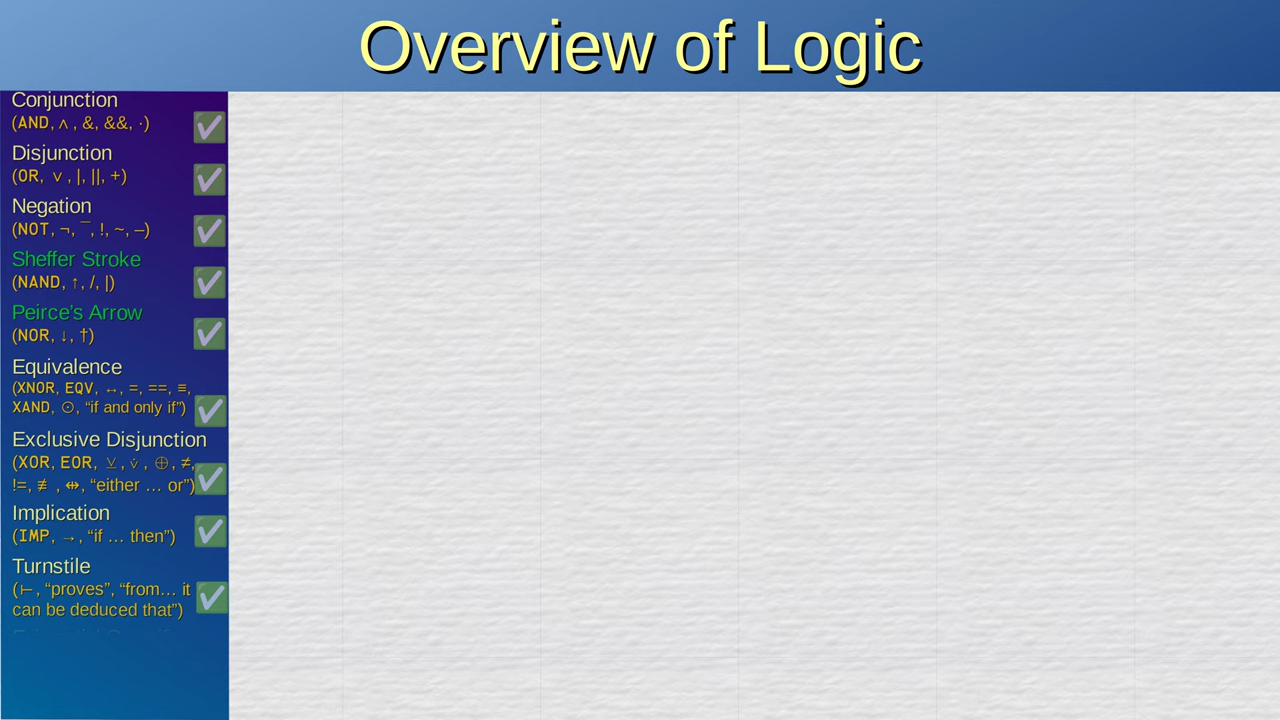 Overview of Logic
Conjunction
(AND, ∧, &, &&, ·)
Disjunction
(OR, ∨, |, ||, +)
Negation
(NOT, ¬, ‾, !, ~, –)
Sheffer Stroke
(NAND, ↑, /, |)
Peirce's Arrow
(NOR, ↓, †)
Equivalence
(XNOR, EQV, ↔, =, ==, ≡,
XAND, ⊙, “if and only if”)
Exclusive Disjunction
(XOR, EOR, ⊻, ∨̇, ⊕, ≠,
!=, ≢, ⇹, “either … or”)
Implication
(IMP, →, “if … then”)
Turnstile
(⊢, “proves”, “from… it
can be deduced that”)